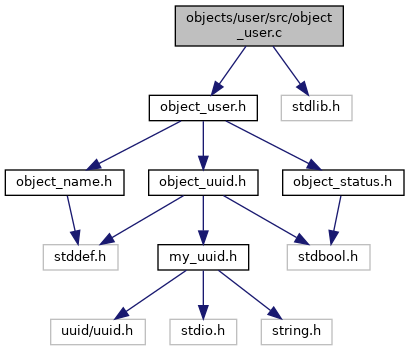 objects/user/src/object
_user.c
object_user.h
stdlib.h
object_name.h
object_uuid.h
object_status.h
stddef.h
my_uuid.h
stdbool.h
uuid/uuid.h
stdio.h
string.h